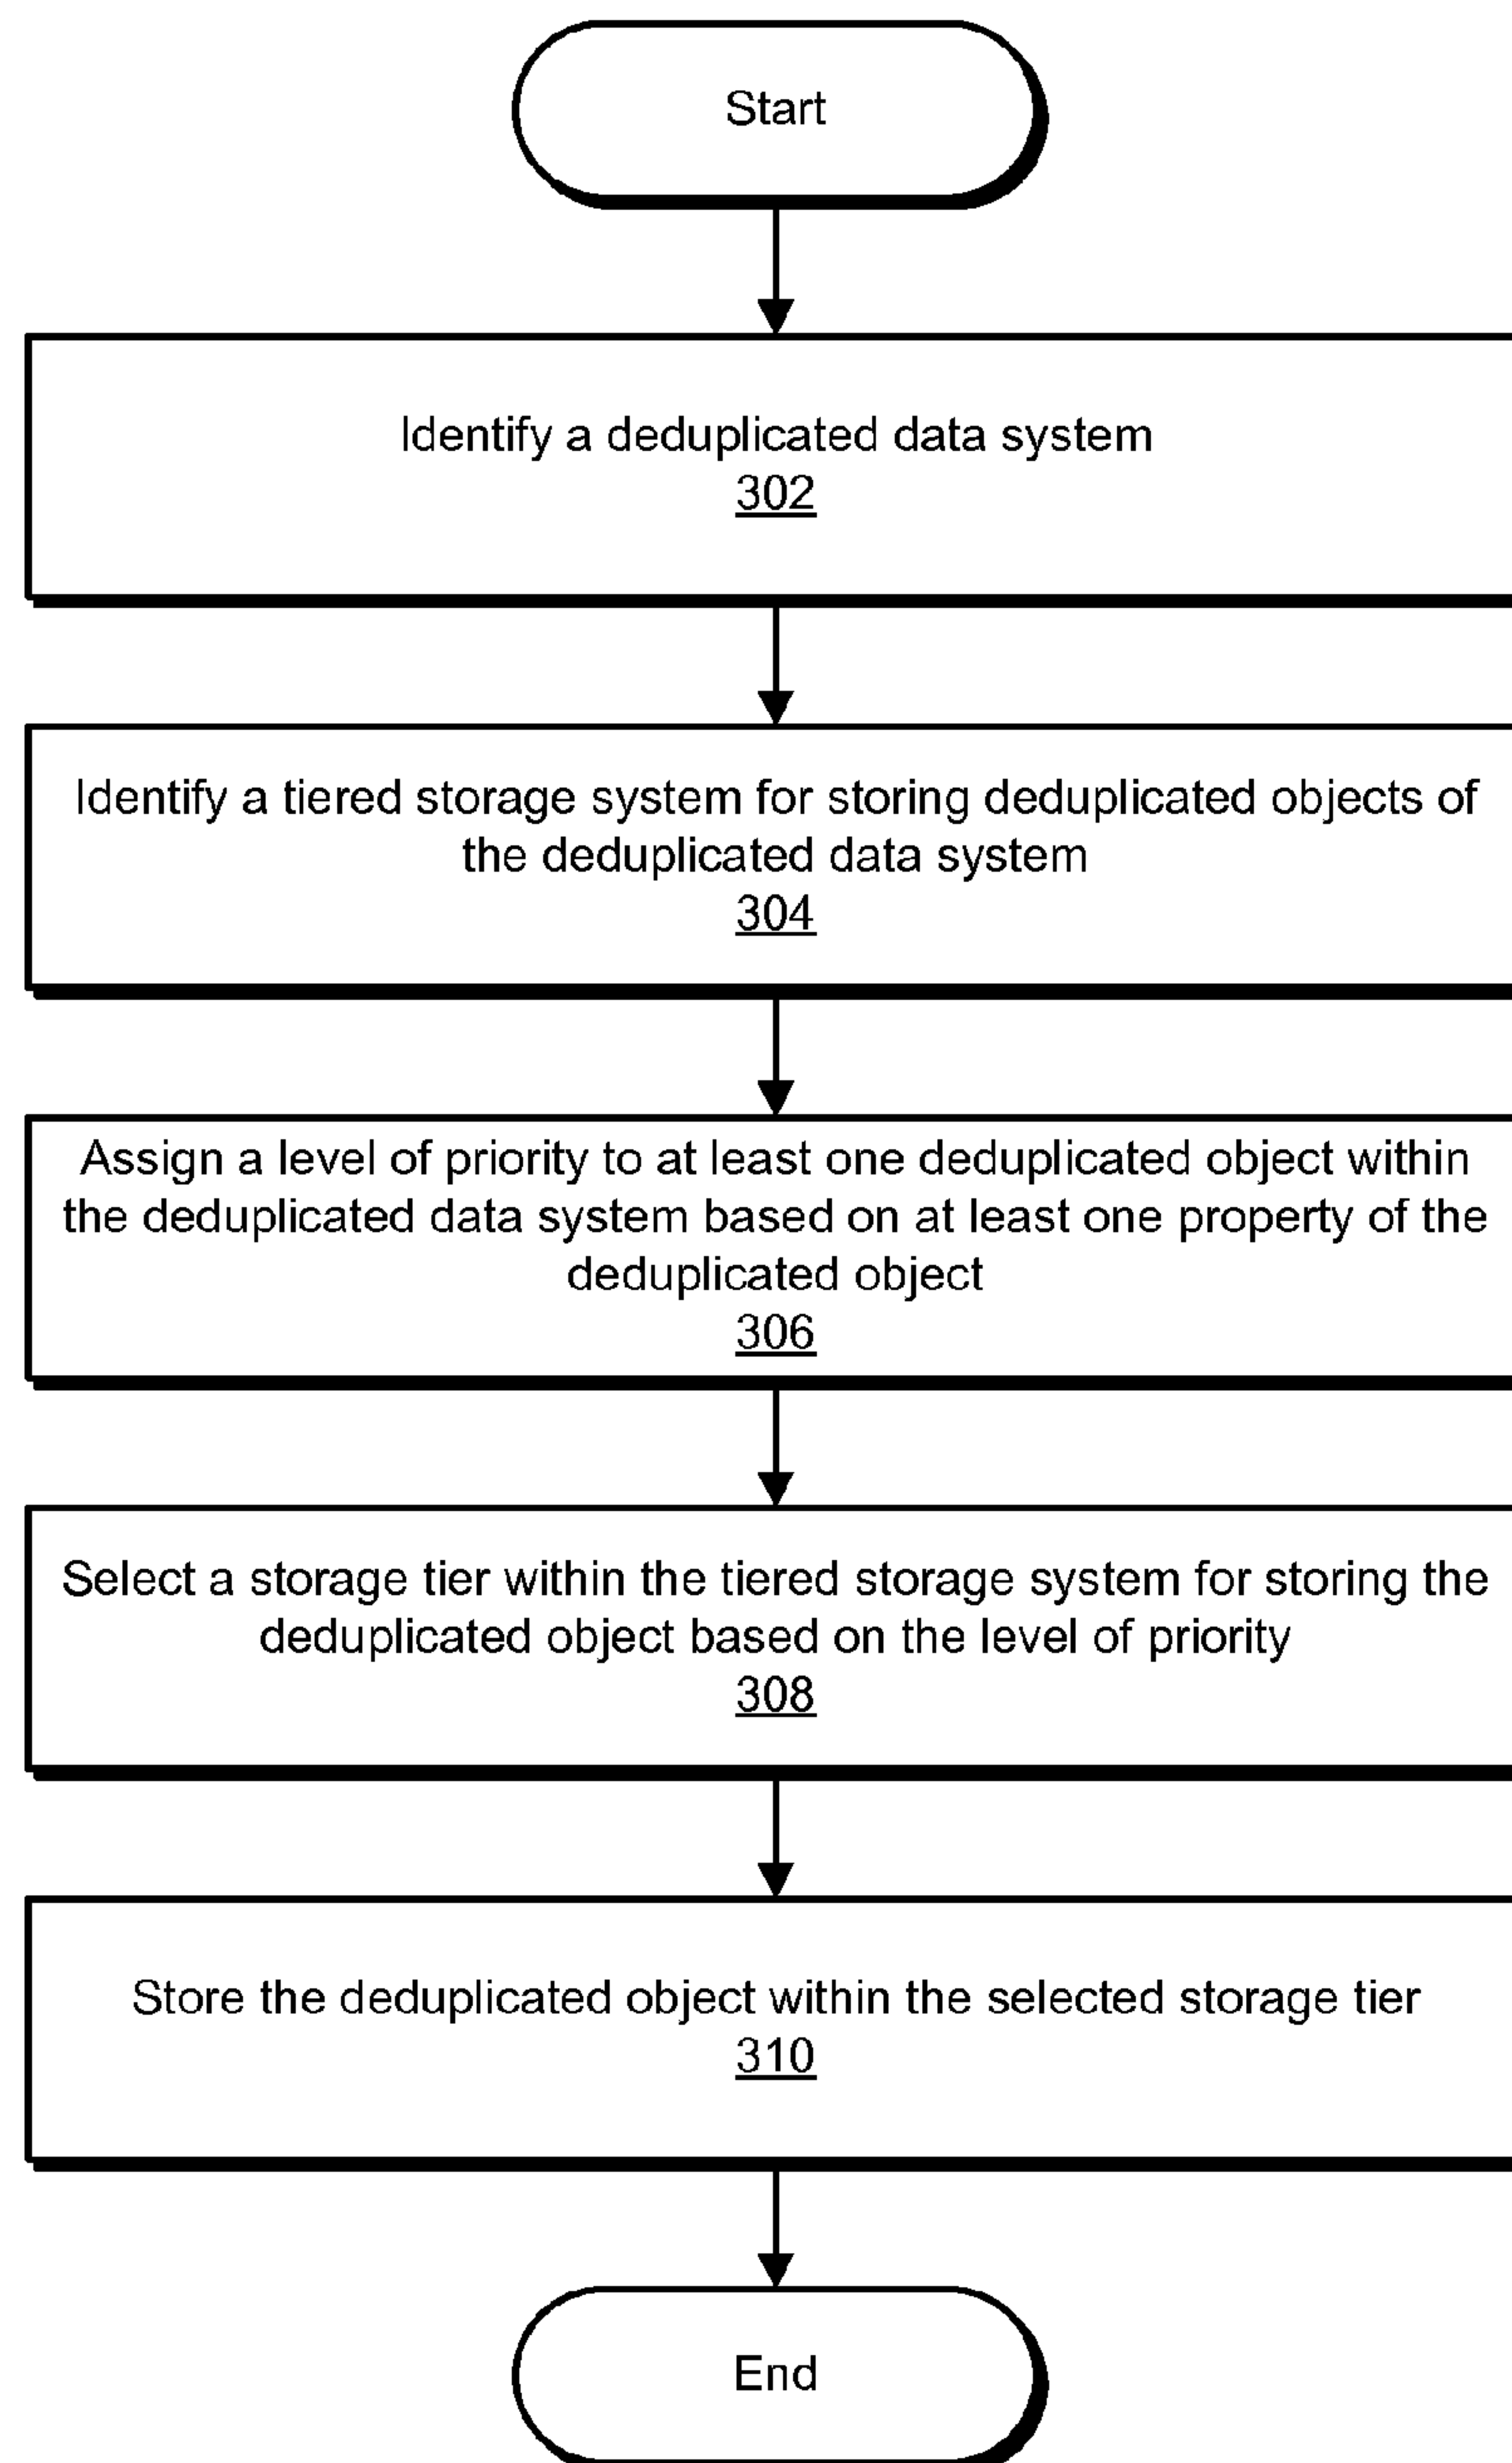 Start
Identify a deduplicated data system
302
Identify a tiered storage system for storing deduplicated objects of
the deduplicated data system
304
Assign a level of priority to at least one deduplicated object within
the deduplicated data system based on at least one property of the
deduplicated object
306
Select a storage tier within the tiered storage system for storing the
deduplicated object based on the level of priority
308
Store the deduplicated object within the selected storage tier
310
End